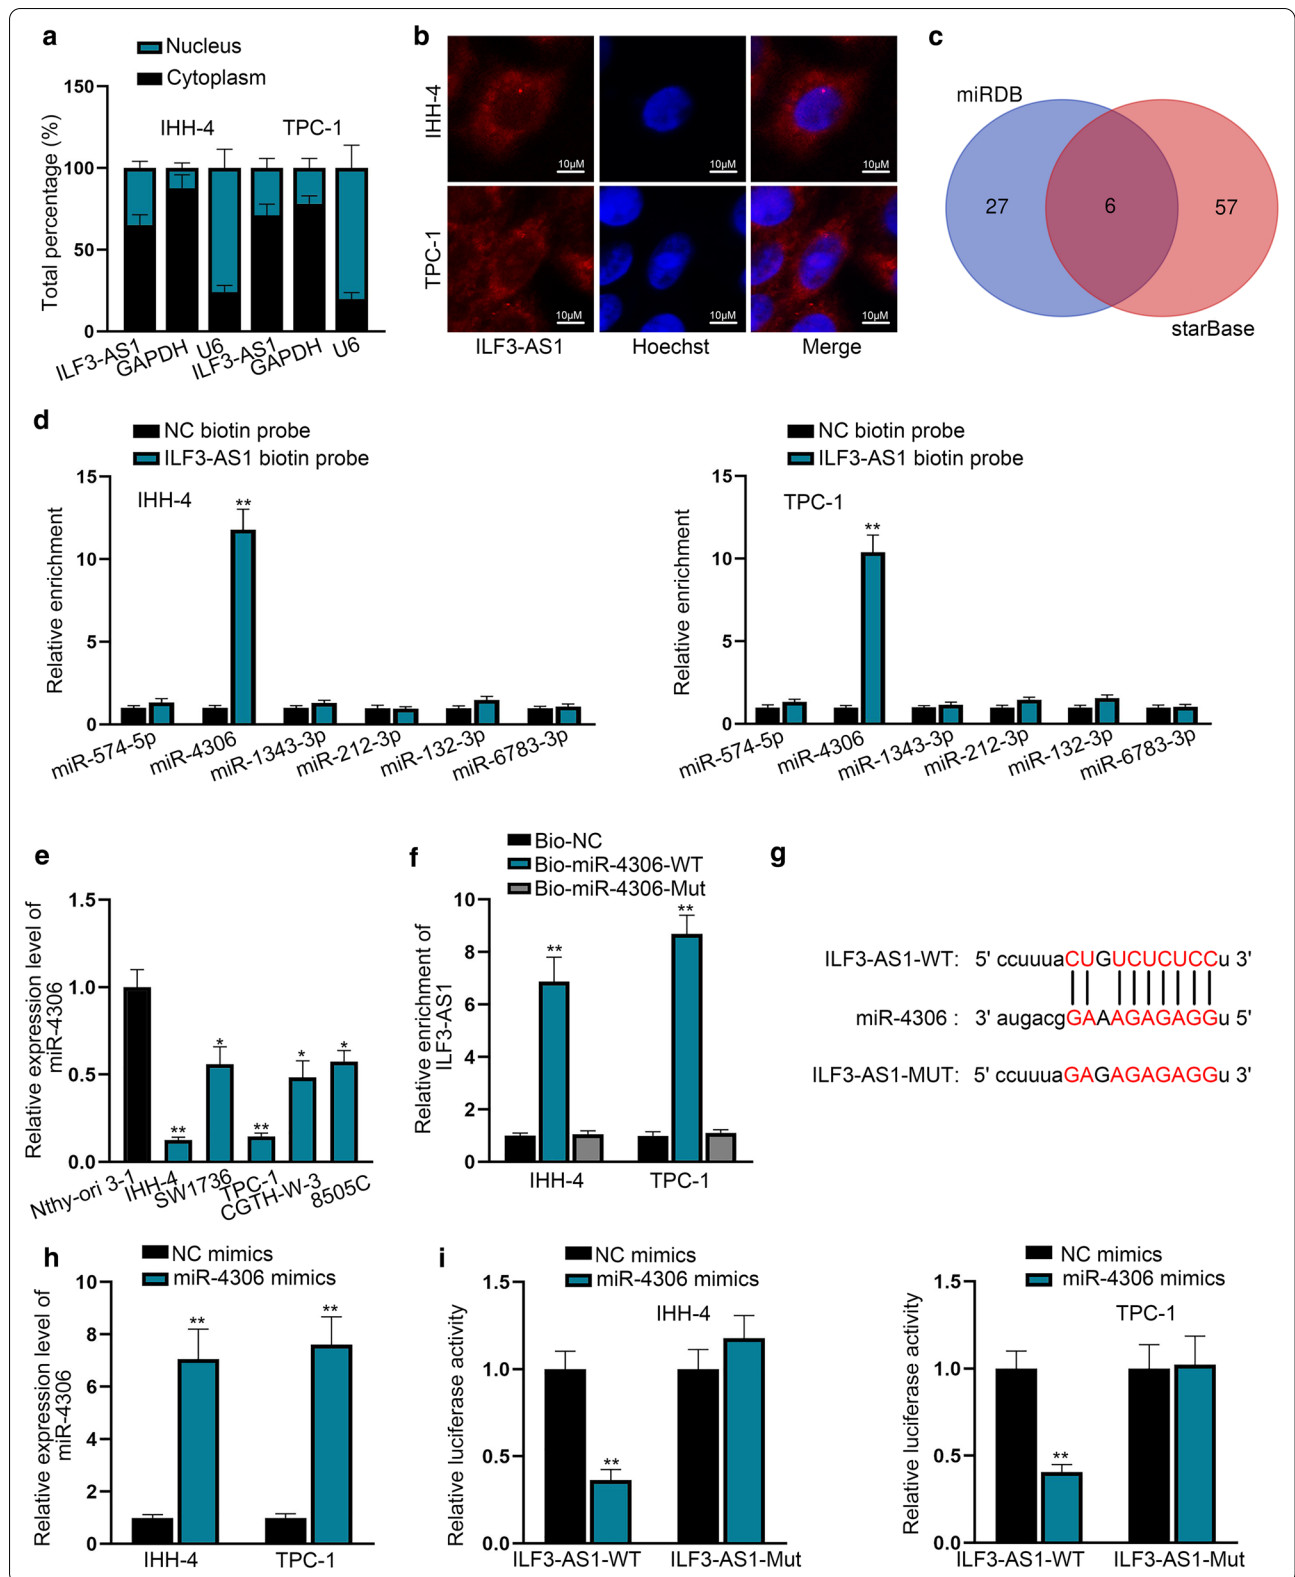 a
Nucleus
Cytoplasm
Total percentage (%)
150
100
50
0
IHH-4
TPC-1
ILF3-AS1
GAPDH
U6
ILF3-AS1
GAPDH
U6
b
IHH-4
TPC-1
10μM
10μM
10μM
10μM
10μM
10μM
ILF3-AS1
Hoechst
Merge
c
miRDB
27
6
57
starBase
d
NC biotin probe
ILF3-AS1 biotin probe
IHH-4
Relative enrichment
15
10
5
0
**
miR-574-5p
miR-4306
miR-1343-3p
miR-212-3p
miR-132-3p
miR-6783-3p
NC biotin probe
ILF3-AS1 biotin probe
TPC-1
Relative enrichment
15
10
5
0
**
miR-574-5p
miR-4306
miR-1343-3p
miR-212-3p
miR-132-3p
miR-6783-3p
e
Relative expression level of
miR-4306
1.5
1.0
0.5
0.0
**
*
**
*
*
Nthy-ori 3-1
IHH-4
SW1736
TPC-1
CGTH-W-3
8505C
f
Bio-NC
Bio-miR-4306-WT
Bio-miR-4306-Mut
Relative enrichment of
ILF3-AS1
10
8
6
4
2
0
**
**
IHH-4
TPC-1
g
ILF3-AS1-WT: 5' ccuuuaCUGUCUCUCCu 3'
miR-4306 : 3' augacgGAAAGAGAGGu 5'
ILF3-AS1-MUT: 5' ccuuuaGAGAGAGAGGu 3'
h
NC mimics
miR-4306 mimics
Relative expression level of
miR-4306
10
8
6
4
2
0
**
**
IHH-4
TPC-1
i
NC mimics
miR-4306 mimics
IHH-4
Relative luciferase activity
1.5
1.0
0.5
0.0
**
ILF3-AS1-WT
ILF3-AS1-Mut
NC mimics
miR-4306 mimics
TPC-1
Relative luciferase activity
1.5
1.0
0.5
0.0
**
ILF3-AS1-WT
ILF3-AS1-Mut